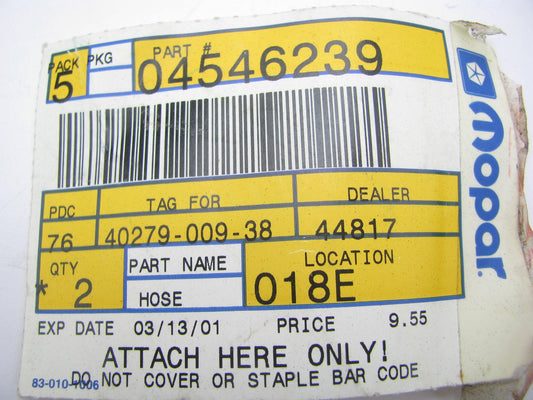 PACK PKG PART #
5 04546239
Mopar
PDC TAG FOR DEALER
76 40279-009-38 44817
QTY PART NAME LOCATION
* 2 HOSE 018E
EXP DATE 03/13/01 PRICE 9.55
ATTACH HERE ONLY!
83-010-1006 DO NOT COVER OR STAPLE BAR CODE